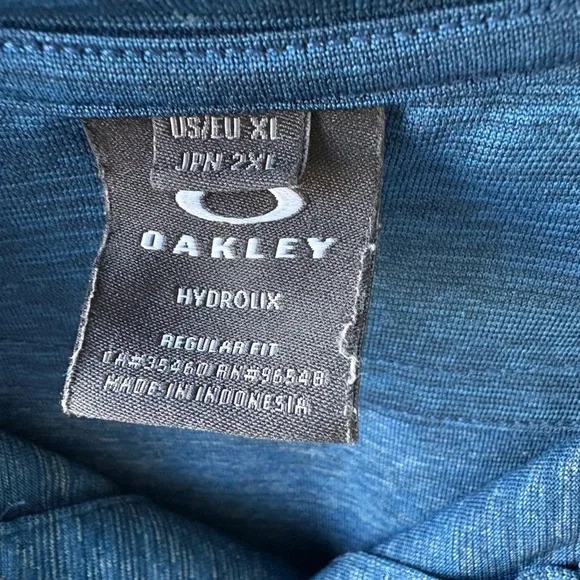 US/EU XL
JPN 2XL
OAKLEY
HYDROLIX
REGULAR FIT
CA#35460 RN#96548
MADE IN INDONESIA